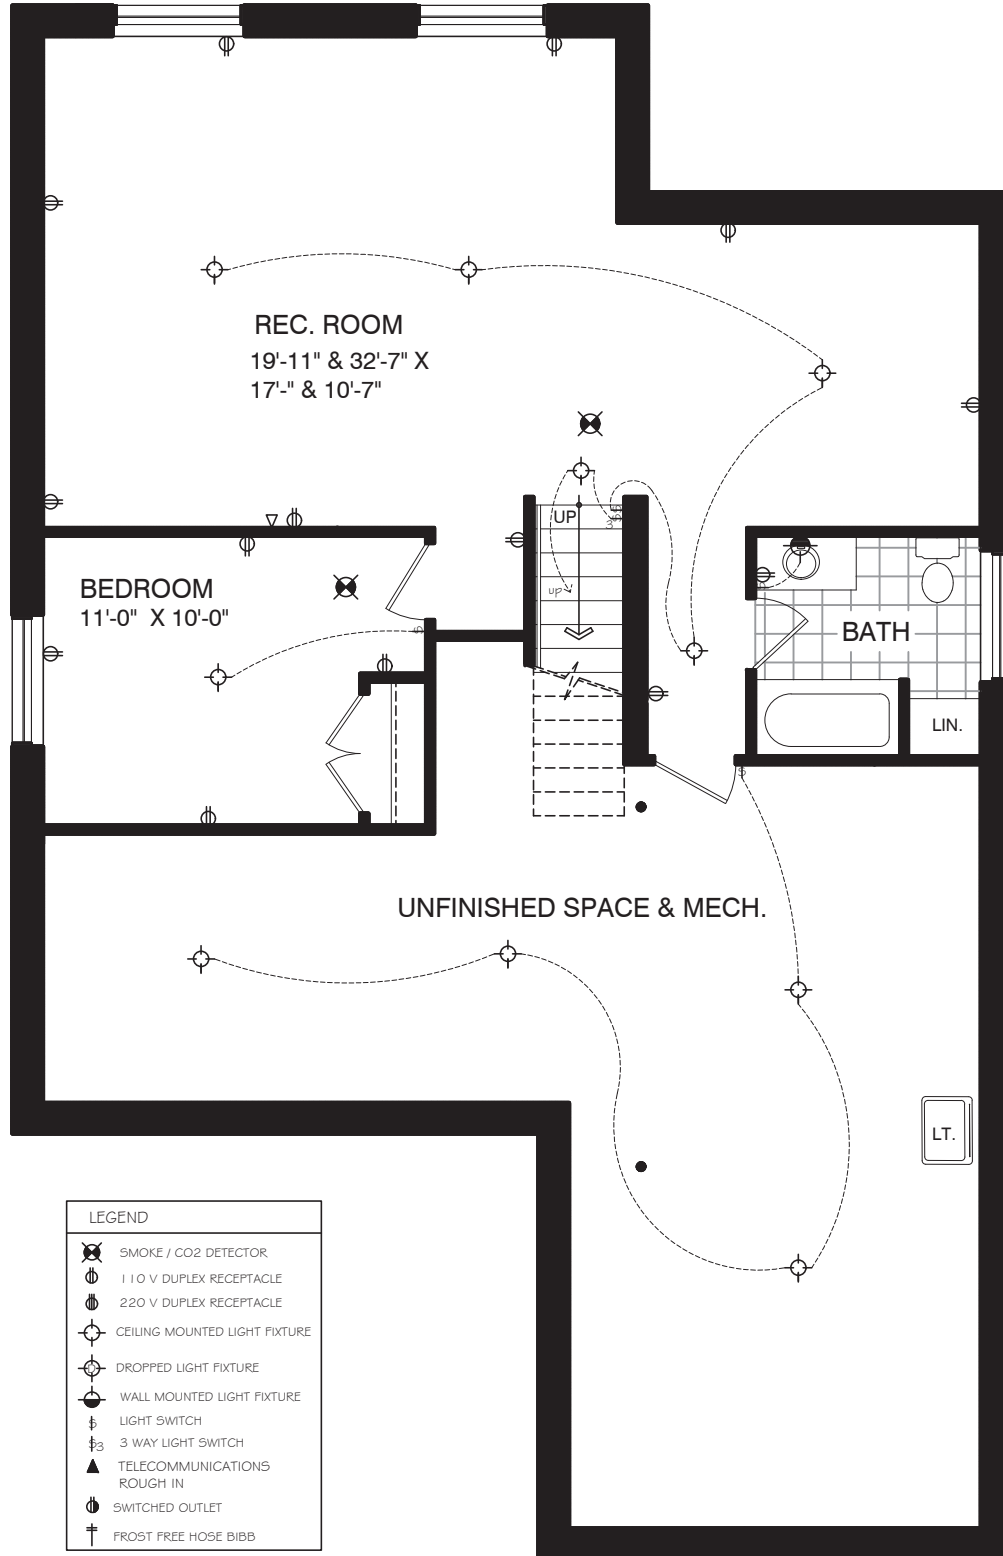 REC. ROOM
19'-11" & 32'-7" X
17'-" & 10'-7"
UP
UP
BEDROOM
11'-0" X 10'-0"
BATH
LIN.
UNFINISHED SPACE & MECH.
LT.
LEGEND
SMOKE / CO2 DETECTOR
110 V DUPLEX RECEPTACLE
220 V DUPLEX RECEPTACLE
CEILING MOUNTED LIGHT FIXTURE
D DROPPED LIGHT FIXTURE
WALL MOUNTED LIGHT FIXTURE
$ LIGHT SWITCH
$3 3 WAY LIGHT SWITCH
TELECOMMUNICATIONS
ROUGH IN
SWITCHED OUTLET
FROST FREE HOSE BIBB